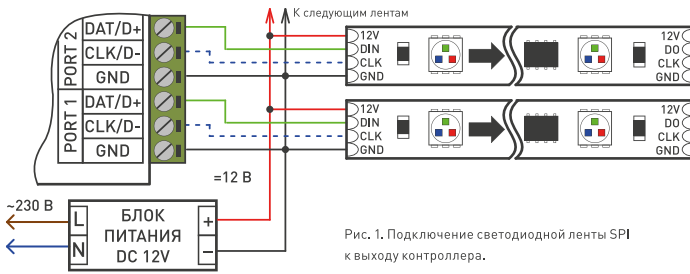 К следующим лентам
PORT 2
DAT/D+
CLK/D-
GND
PORT 1
DAT/D+
CLK/D-
GND
12V
DIN
CLK
GND
12V
DO
CLK
GND
12V
DIN
CLK
GND
12V
DO
CLK
GND
=12 В
~230 В
L
N
БЛОК
ПИТАНИЯ
DC 12V
+
−
Рис. 1. Подключение светодиодной ленты SPI
к выходу контроллера.